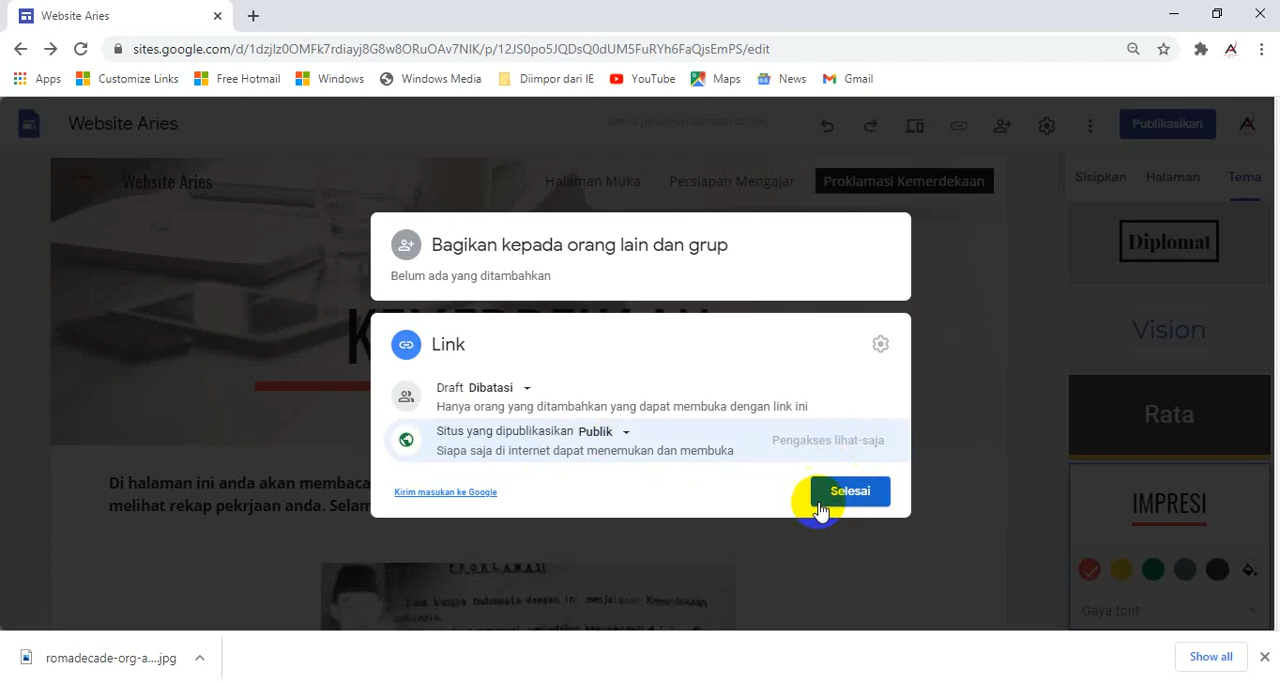 Website Aries
sites.google.com/d/1dzjlz0OMFk7rdiayj8G8w8ORuOAv7NlK/p/12JS0po5JQDsQ0dUM5FuRYh6FaQjsEmPS/edit
Apps Customize Links Free Hotmail Windows Windows Media Diimpor dari IE YouTube Maps News Gmail
Website Aries
Publikasikan
Website Aries Halaman Muka Persiapan Mengajar Proklamasi Kemerdekaan
Sisipkan Halaman Tema
Diplomat
Vision
Rata
IMPRESI
Gaya font
Bagikan kepada orang lain dan grup
Belum ada yang ditambahkan
Link
Draft Dibatasi
Hanya orang yang ditambahkan yang dapat membuka dengan link ini
Situs yang dipublikasikan Publik
Siapa saja di internet dapat menemukan dan membuka
Pengakses lihat-saja
Kirim masukan ke Google
Selesai
Di halaman ini anda akan membaca
melihat rekap pekrjaan anda.
PROKLAMASI
romadecade-org-a....jpg
Show all